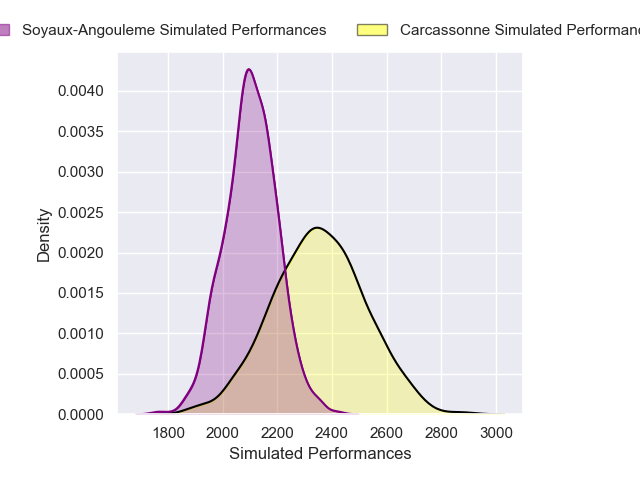 Soyaux-Angouleme Simulated Performances
Carcassonne Simulated
0.0040
0.0035
0.0030
0.0025
0.0020
0.0015
0.0010
0.0005
0.0000
Density
1800 2000 2200 2400 2600 2800 3000
Simulated Performances